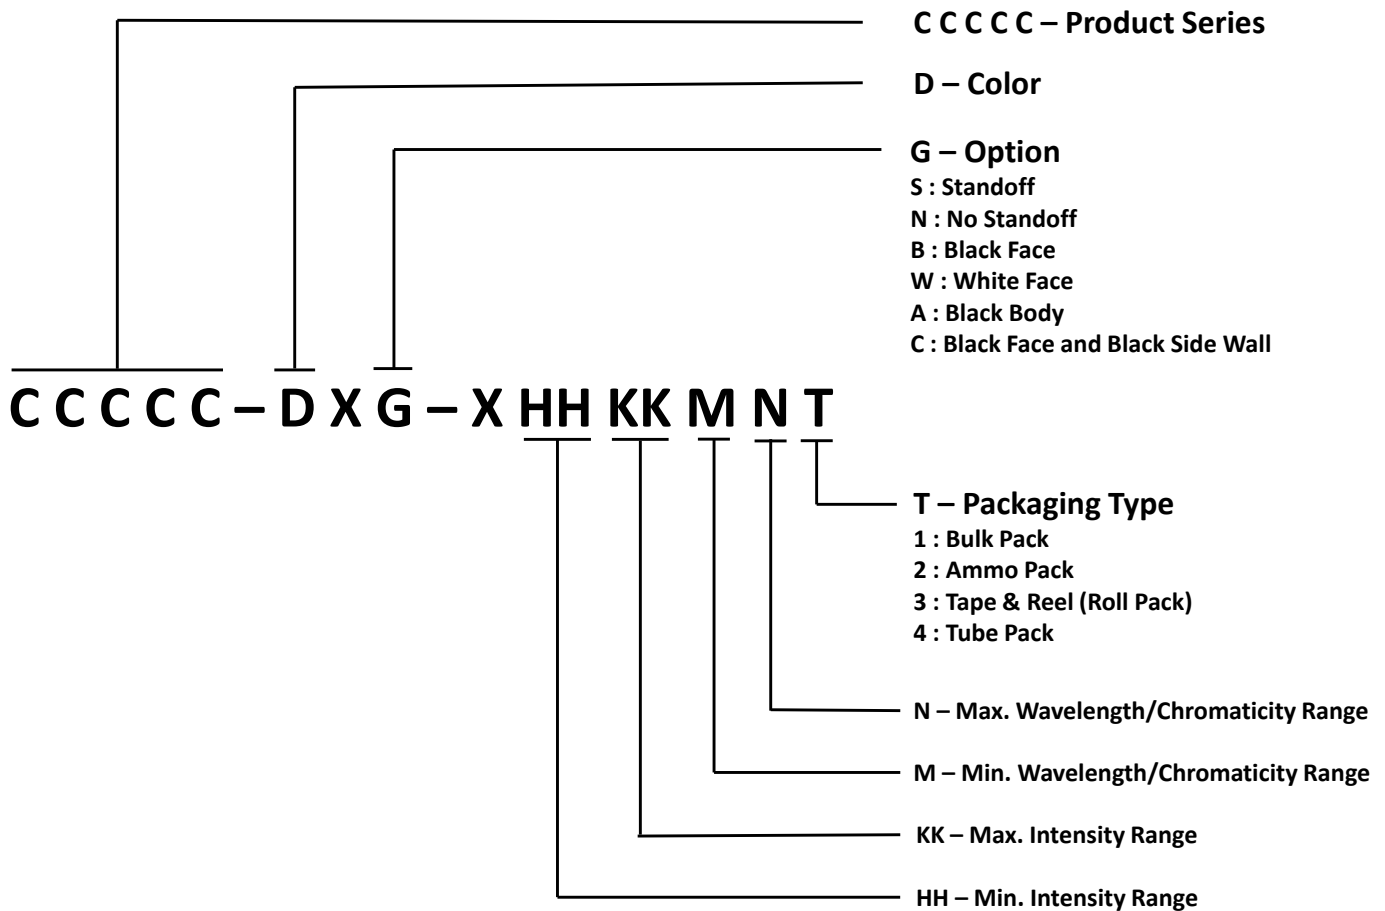 C C C C C – Product Series
D – Color
G – Option
S : Standoff
N : No Standoff
B : Black Face
W : White Face
A : Black Body
C : Black Face and Black Side Wall
C C C C C – D X G – X HH KK M N T
T – Packaging Type
1 : Bulk Pack
2 : Ammo Pack
3 : Tape & Reel (Roll Pack)
4 : Tube Pack
N – Max. Wavelength/Chromaticity Range
M – Min. Wavelength/Chromaticity Range
KK – Max. Intensity Range
HH – Min. Intensity Range